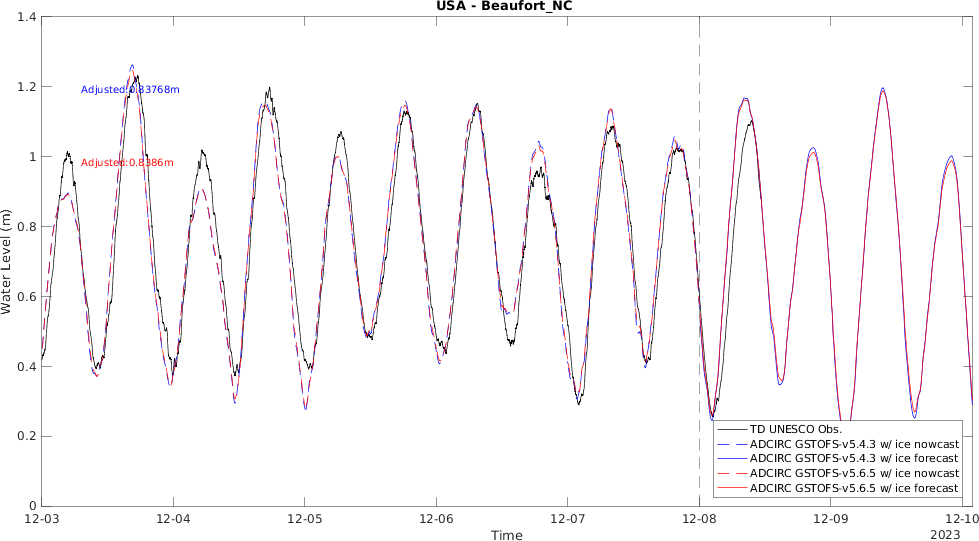 USA - Beaufort_NC
1.4
1.2
1
0.8
0.6
0.4
0.2
0
Water Level (m)
Adjusted:0.83768m
Adjusted:0.8386m
TD UNESCO Obs.
ADCIRC GSTOFS-v5.4.3 w/ ice nowcast
ADCIRC GSTOFS-v5.4.3 w/ ice forecast
ADCIRC GSTOFS-v5.6.5 w/ ice nowcast
ADCIRC GSTOFS-v5.6.5 w/ ice forecast
12-03 12-04 12-05 12-06 12-07 12-08 12-09 12-10
Time
2023